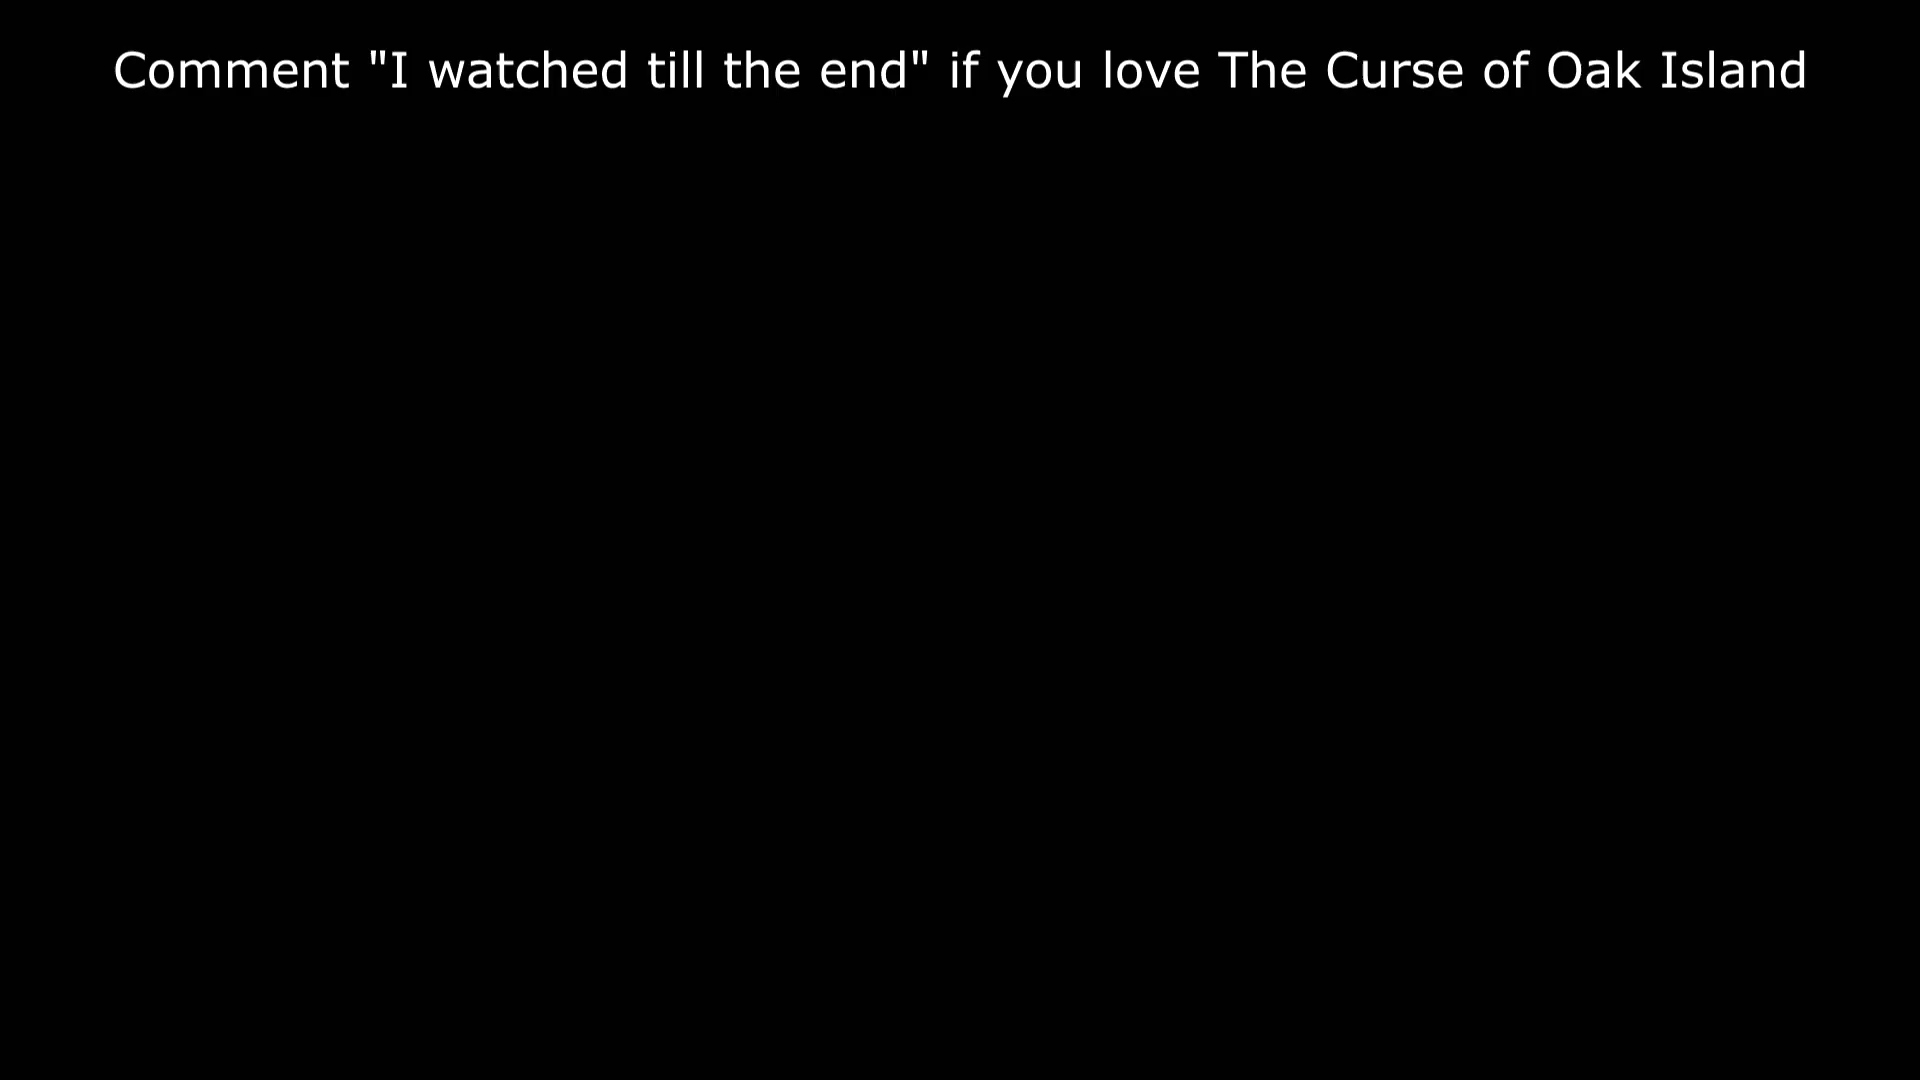 Comment "I watched till the end" if you love The Curse of Oak Island